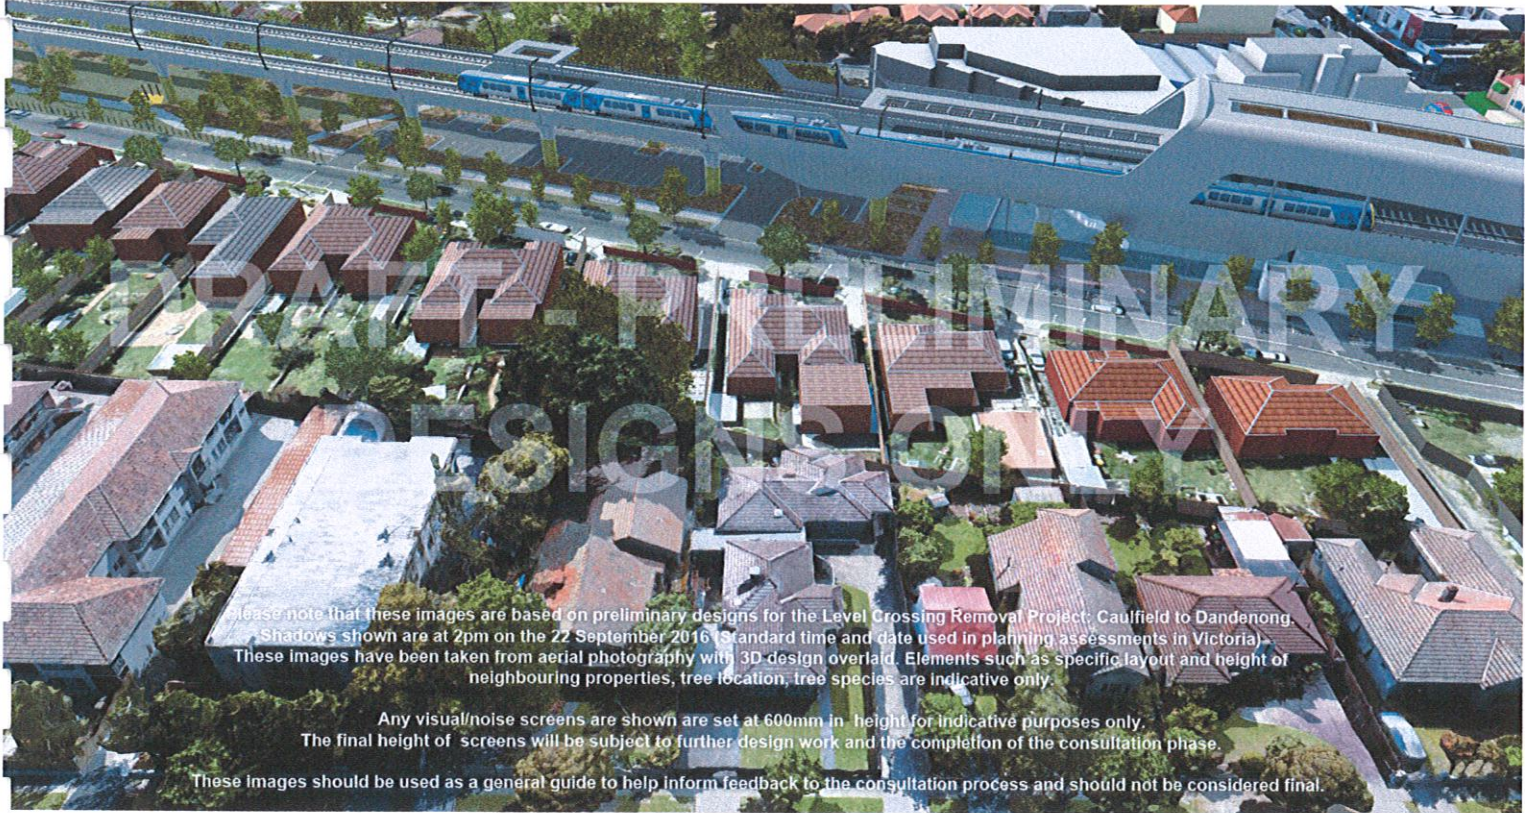 DRAFT - PRELIMINARY
DESIGNS ONLY
Please note that these images are based on preliminary designs for the Level Crossing Removal Project; Caulfield to Dandenong.
Shadows shown are at 2pm on the 22 September 2016 (Standard time and date used in planning assessments in Victoria)
These images have been taken from aerial photography with 3D design overlaid. Elements such as specific layout and height of
neighbouring properties, tree location, tree species are indicative only.
Any visual/noise screens are shown are set at 600mm in height for indicative purposes only.
The final height of screens will be subject to further design work and the completion of the consultation phase.
These images should be used as a general guide to help inform feedback to the consultation process and should not be considered final.